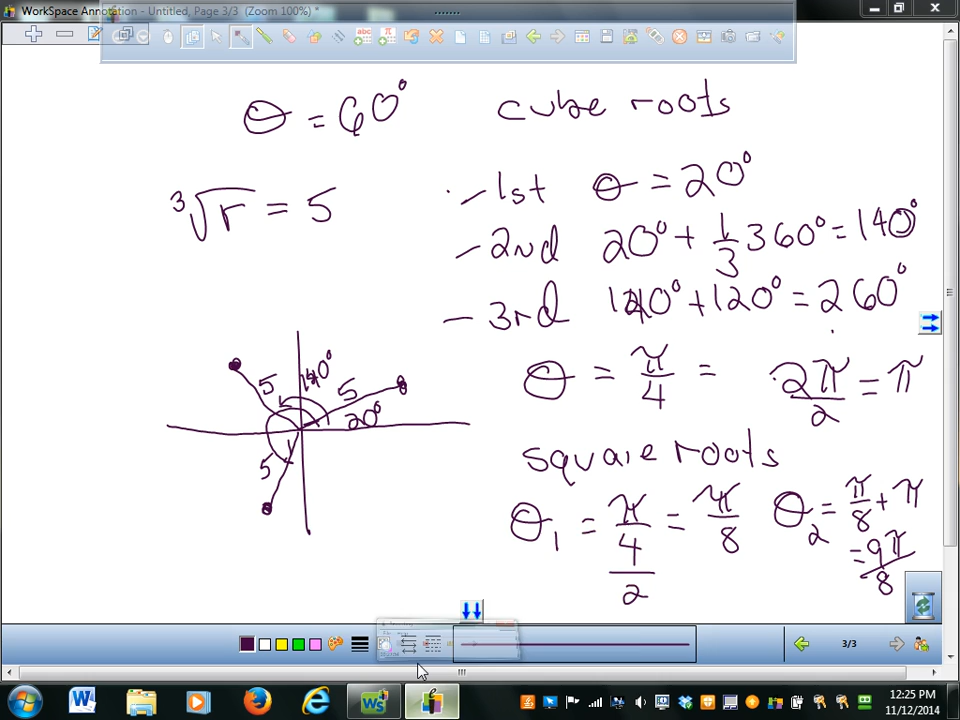 WorkSpace Annotation - Untitled, Page 3/3 (Zoom 100%) *
θ = 60° cube roots
³√r = 5
- 1st θ = 20°
- 2nd 20° + 1/3 360° = 140°
- 3rd 140° + 120° = 260°
θ = π/4 = 2π/2 = π
5 140° 5
20°
5
square roots
θ₁ = π/4/2 = π/8 θ₂ = π/8 + π
= 9π/8
3/3
12:25 PM
11/12/2014